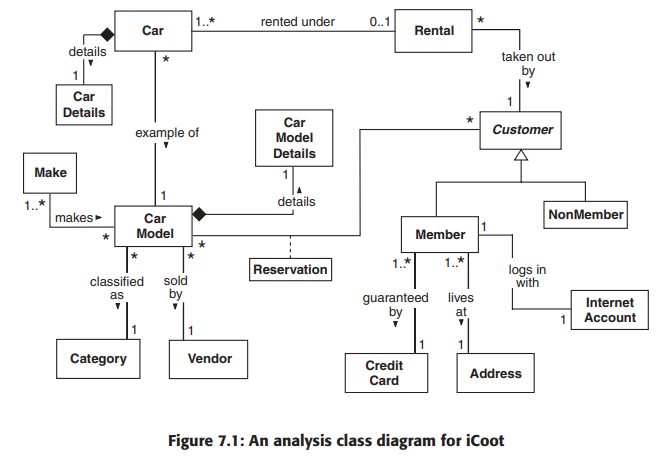 Car
1..*
rented under
0..1
Rental
*
details
1
Car
Details
*
taken out
by
1
example of
Car
Model
Details
1
details
*
Customer
Make
1..*
makes
*
1
Car
Model
*
*
*
Reservation
NonMember
Member
1
1..*
1..*
logs in
with
1
Internet
Account
classified
as
1
sold
by
1
Category
Vendor
guaranteed
by
1
lives
at
1
Credit
Card
Address
Figure 7.1: An analysis class diagram for iCoot